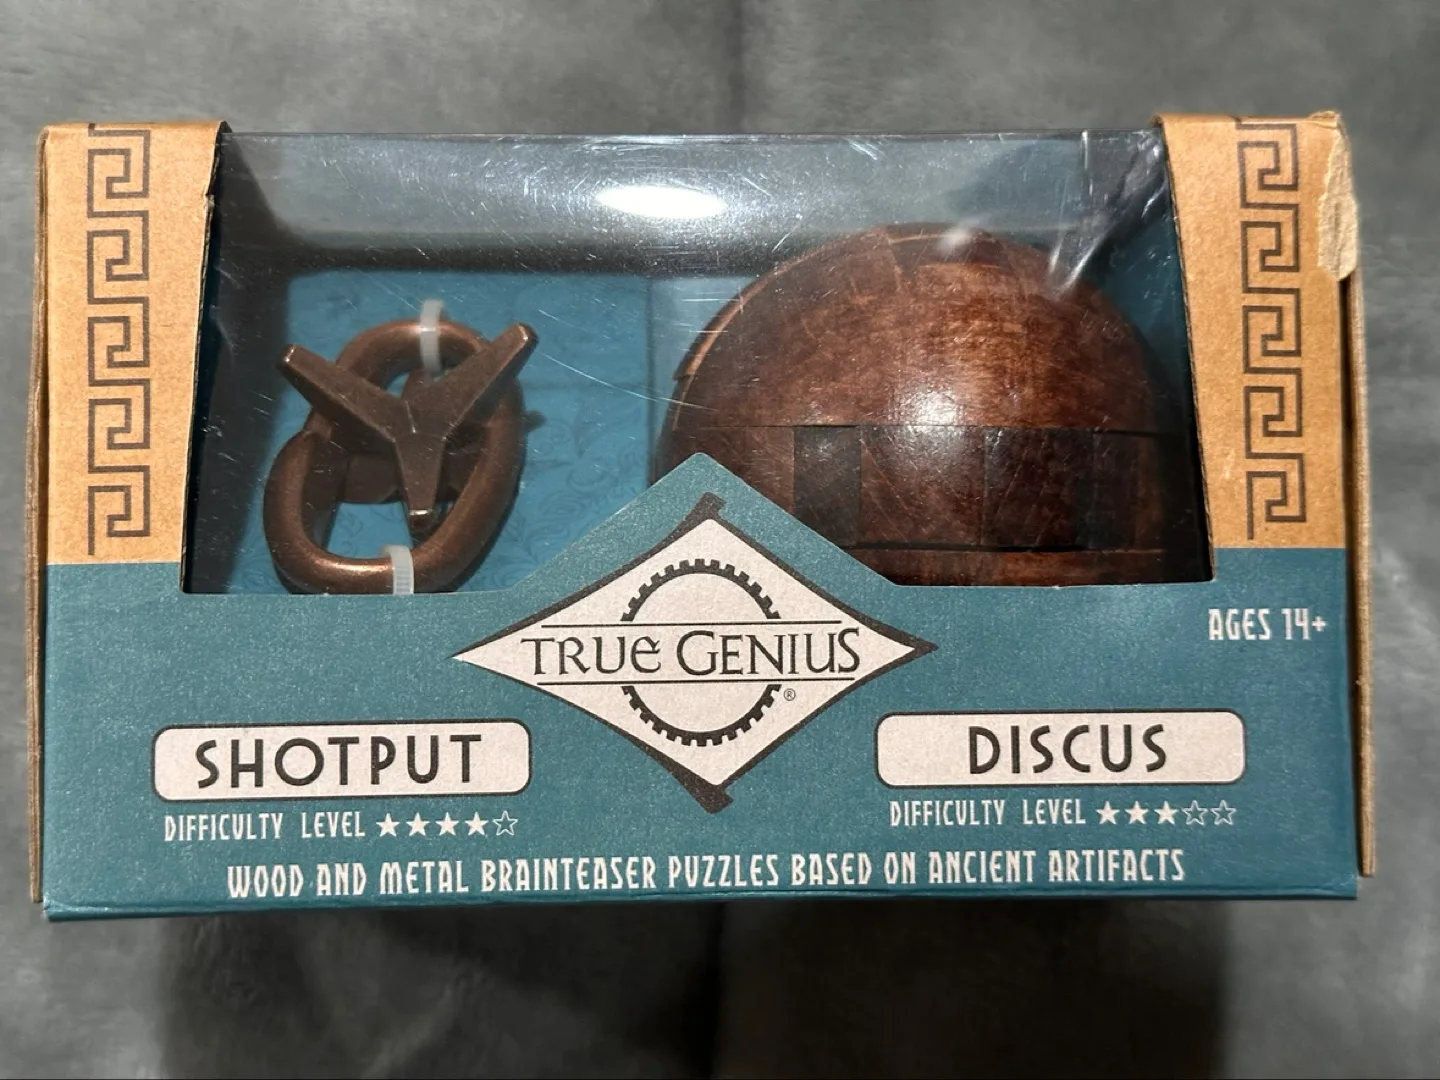 TRUE GENIUS
®
AGES 14+
SHOTPUT
DIFFICULTY LEVEL ★★★★☆
DISCUS
DIFFICULTY LEVEL ★★★☆☆
WOOD AND METAL BRAINTEASER PUZZLES BASED ON ANCIENT ARTIFACTS